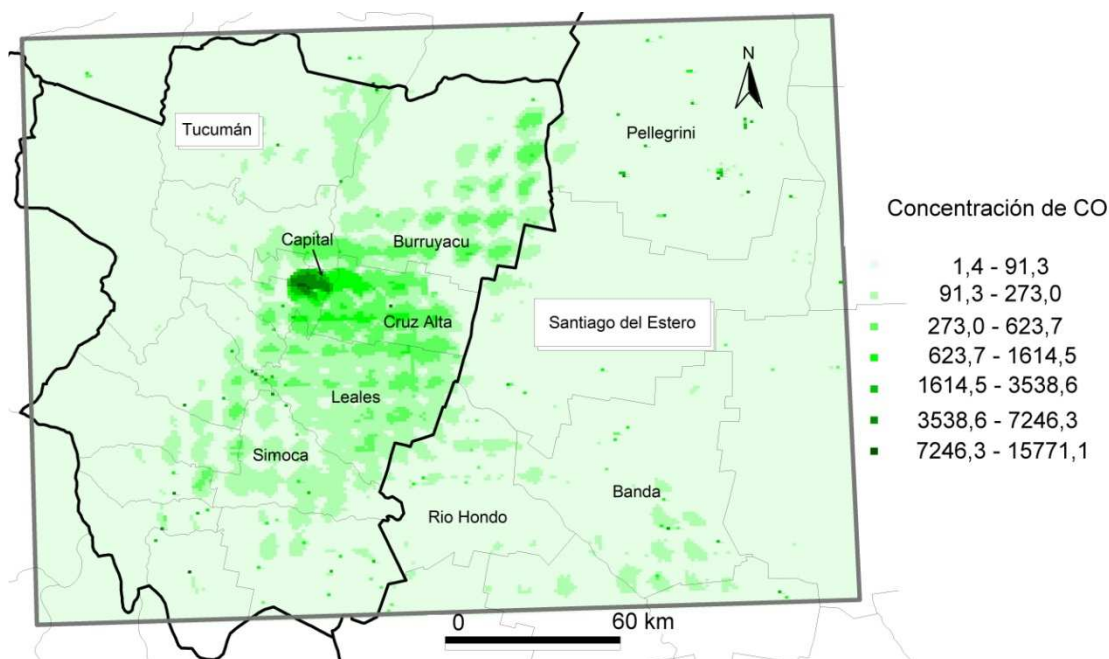 N
Tucumán
Pellegrini
Capital
Burruyacu
Cruz Alta
Santiago del Estero
Leales
Simoca
Banda
Rio Hondo
0 60 km
Concentración de CO
1,4 - 91,3
91,3 - 273,0
273,0 - 623,7
623,7 - 1614,5
1614,5 - 3538,6
3538,6 - 7246,3
7246,3 - 15771,1